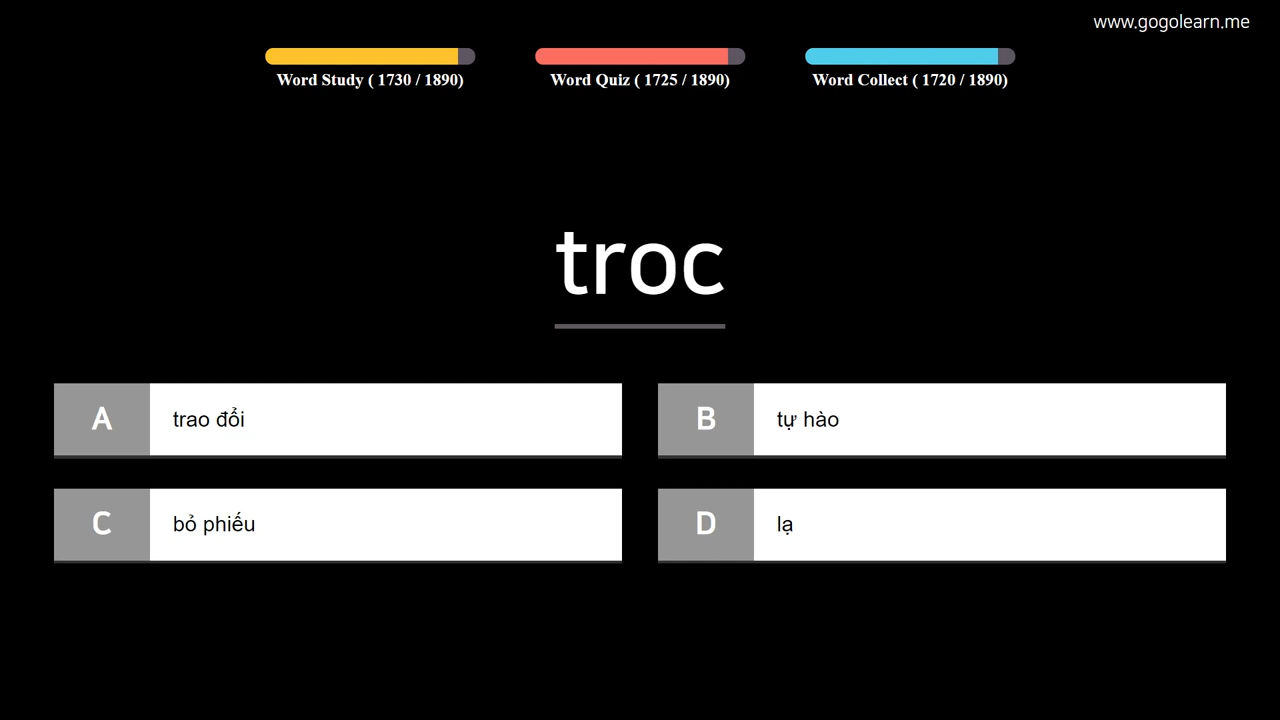 www.gogolearn.me
Word Study ( 1730 / 1890)
Word Quiz ( 1725 / 1890)
Word Collect ( 1720 / 1890)
troc
A trao đổi
B tự hào
C bỏ phiếu
D lạ